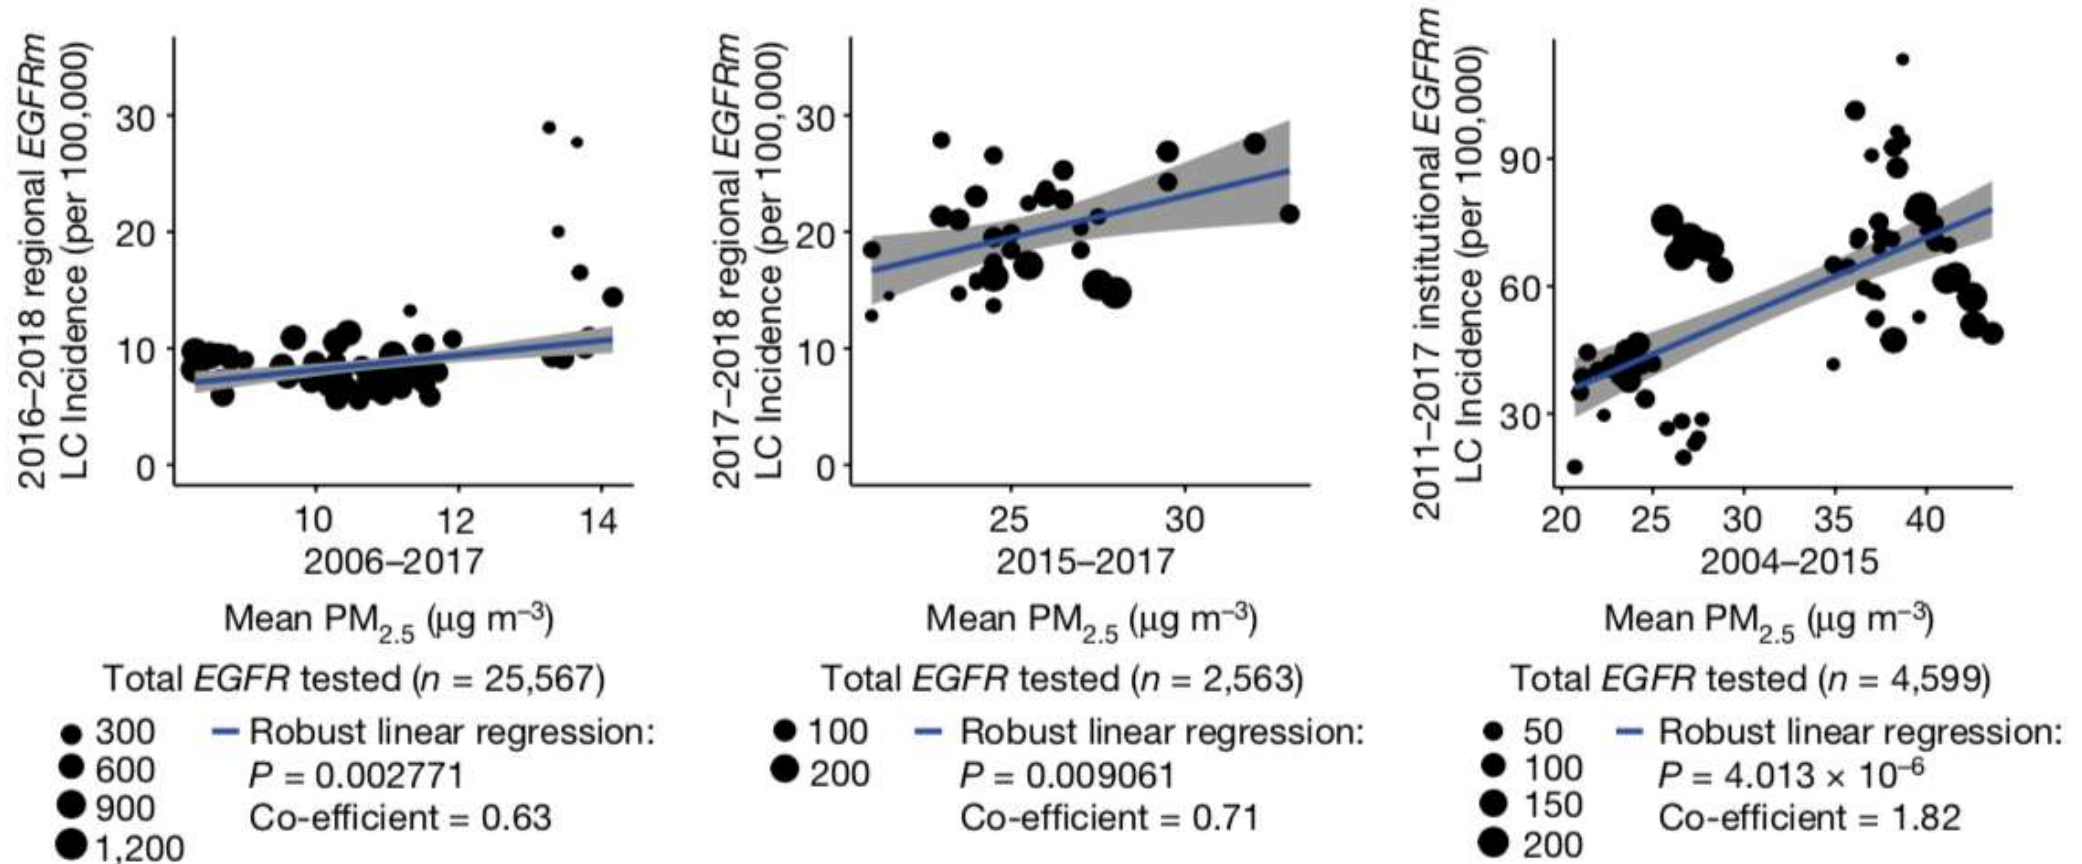 2016–2018 regional EGFRm
LC Incidence (per 100,000)
30
20
10
0
10 12 14
2006–2017
Mean PM2.5 (μg m–3)
Total EGFR tested (n = 25,567)
300
600
900
1,200
Robust linear regression:
P = 0.002771
Co-efficient = 0.63
2017–2018 regional EGFRm
LC Incidence (per 100,000)
30
20
10
0
25 30
2015–2017
Mean PM2.5 (μg m–3)
Total EGFR tested (n = 2,563)
100
200
Robust linear regression:
P = 0.009061
Co-efficient = 0.71
2011–2017 institutional EGFRm
LC Incidence (per 100,000)
90
60
30
20 25 30 35 40
2004–2015
Mean PM2.5 (μg m–3)
Total EGFR tested (n = 4,599)
50
100
150
200
Robust linear regression:
P = 4.013 × 10–6
Co-efficient = 1.82